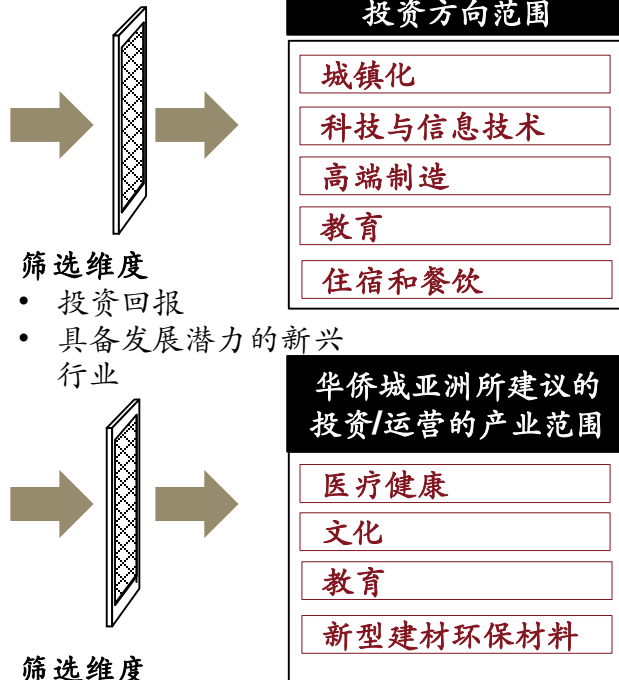 投资方向范围
城镇化
科技与信息技术
高端制造
教育
住宿和餐饮
筛选维度
• 投资回报
• 具备发展潜力的新兴
行业
华侨城亚洲所建议的
投资/运营的产业范围
医疗健康
文化
教育
新型建材环保材料
筛选维度